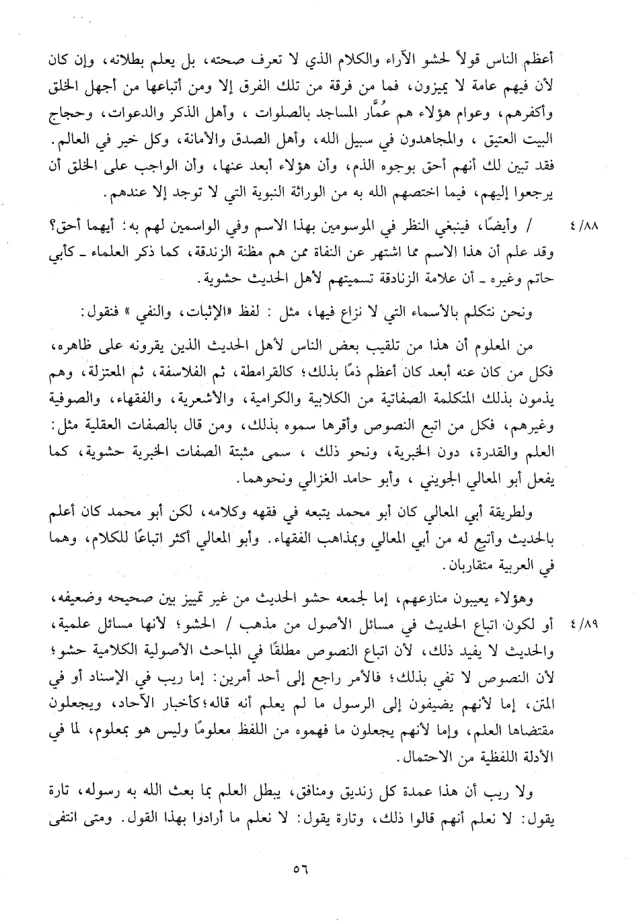 أعظم الناس قولاً لحشو الآراء والكلام الذي لا تعرف صحته، بل يعلم بطلانه، وإن كان
لأن فيهم عامة لا يميزون، فما من فرقة من تلك الفرق إلا ومن أتباعها من أجهل الخلق
وأكفرهم، وعوام هؤلاء هم عُمَّار المساجد بالصلوات ، وأهل الذكر والدعوات، وحجاج
البيت العتيق ، والمجاهدون في سبيل الله، وأهل الصدق والأمانة، وكل خير في العالم.
فقد تبين لك أنهم أحق بوجوه الذم، وأن هؤلاء أبعد عنها، وأن الواجب على الخلق أن
يرجعوا إليهم، فيما اختصهم الله به من الوراثة النبوية التي لا توجد إلا عندهم.
٤/٨٨ / وأيضًا، فينبغي النظر في الموسومين بهذا الاسم وفي الواسمين لهم به؛ أيهما أحق؟
وقد علم أن هذا الاسم مما اشتهر عن النفاة ممن هم مظنة الزندقة، كما ذكر العلماء ــ كأبي
حاتم وغيره ــ أن علامة الزنادقة تسميتهم لأهل الحديث حشوية.
ونحن نتكلم بالأسماء التي لا نزاع فيها، مثل : لفظ «الإثبات، والنفي » فنقول:
من المعلوم أن هذا من تلقيب بعض الناس لأهل الحديث الذين يقرونه على ظاهره،
فكل من كان عنه أبعد كان أعظم ذمًا بذلك؛ كالقرامطة، ثم الفلاسفة، ثم المعتزلة، وهم
يذمون بذلك المتكلمة الصفاتية من الكلابية والكرامية، والأشعرية، والفقهاء، والصوفية
وغيرهم، فكل من اتبع النصوص وأقرها سموه بذلك، ومن قال بالصفات العقلية مثل:
العلم والقدرة، دون الخبرية، ونحو ذلك ، سمى مثبتة الصفات الخبرية حشوية، كما
يفعل أبو المعالي الجويني ، وأبو حامد الغزالي ونحوهما.
ولطريقة أبي المعالي كان أبو محمد يتبعه في فقهه وكلامه، لكن أبو محمد كان أعلم
بالحديث وأتبع له من أبي المعالي وبمذاهب الفقهاء. وأبو المعالي أكثر اتباعًا للكلام، وهما
في العربية متقاربان.
وهؤلاء يعيبون منازعهم، إما لجمعه حشو الحديث من غير تمييز بين صحيحه وضعيفه،
٤/٨٩ أو لكون اتباع الحديث في مسائل الأصول من مذهب / الحشو؛ لأنها مسائل علمية،
والحديث لا يفيد ذلك، لأن اتباع النصوص مطلقًا في المباحث الأصولية الكلامية حشو؛
لأن النصوص لا تفي بذلك؛ فالأمر راجع إلى أحد أمرين: إما ريب في الإسناد أو في
المتن، إما لأنهم يضيفون إلى الرسول ما لم يعلم أنه قاله؛ كأخبار الآحاد، ويجعلون
مقتضاها العلم، وإما لأنهم يجعلون ما فهموه من اللفظ معلومًا وليس هو بمعلوم، لما في
الأدلة اللفظية من الاحتمال.
ولا ريب أن هذا عمدة كل زنديق ومنافق، يبطل العلم بما بعث الله به رسوله، تارة
يقول: لا نعلم أنهم قالوا ذلك، وتارة يقول: لا نعلم ما أرادوا بهذا القول. ومتى انتفى
٥٦